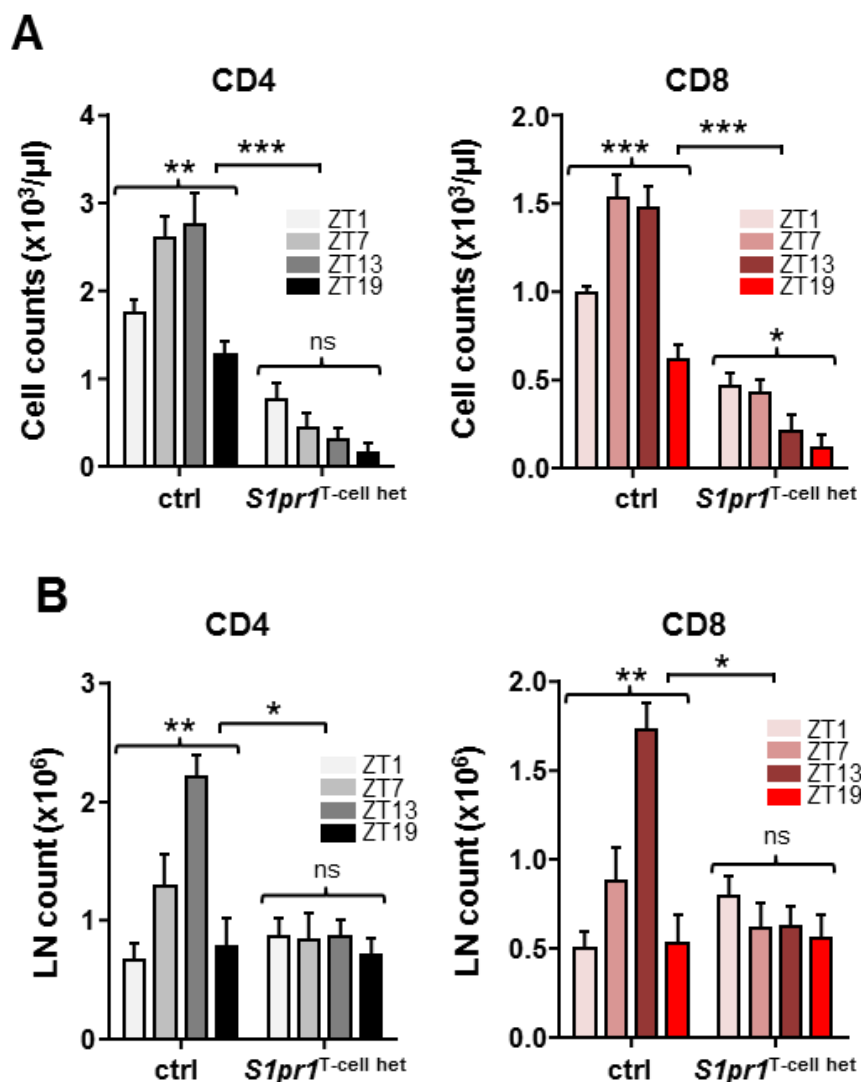 A
CD4
Cell counts (x10³/µl)
4
3
2
1
0
**
***
ns
ZT1
ZT7
ZT13
ZT19
ctrl
S1pr1ᵀ⁻ᶜᵉˡˡ ʰᵉᵗ
CD8
Cell counts (x10³/µl)
2.0
1.5
1.0
0.5
0.0
***
***
*
ZT1
ZT7
ZT13
ZT19
ctrl
S1pr1ᵀ⁻ᶜᵉˡˡ ʰᵉᵗ
B
CD4
LN count (x10⁶)
3
2
1
0
**
*
ns
ZT1
ZT7
ZT13
ZT19
ctrl
S1pr1ᵀ⁻ᶜᵉˡˡ ʰᵉᵗ
CD8
LN count (x10⁶)
2.0
1.5
1.0
0.5
0.0
**
*
ns
ZT1
ZT7
ZT13
ZT19
ctrl
S1pr1ᵀ⁻ᶜᵉˡˡ ʰᵉᵗ